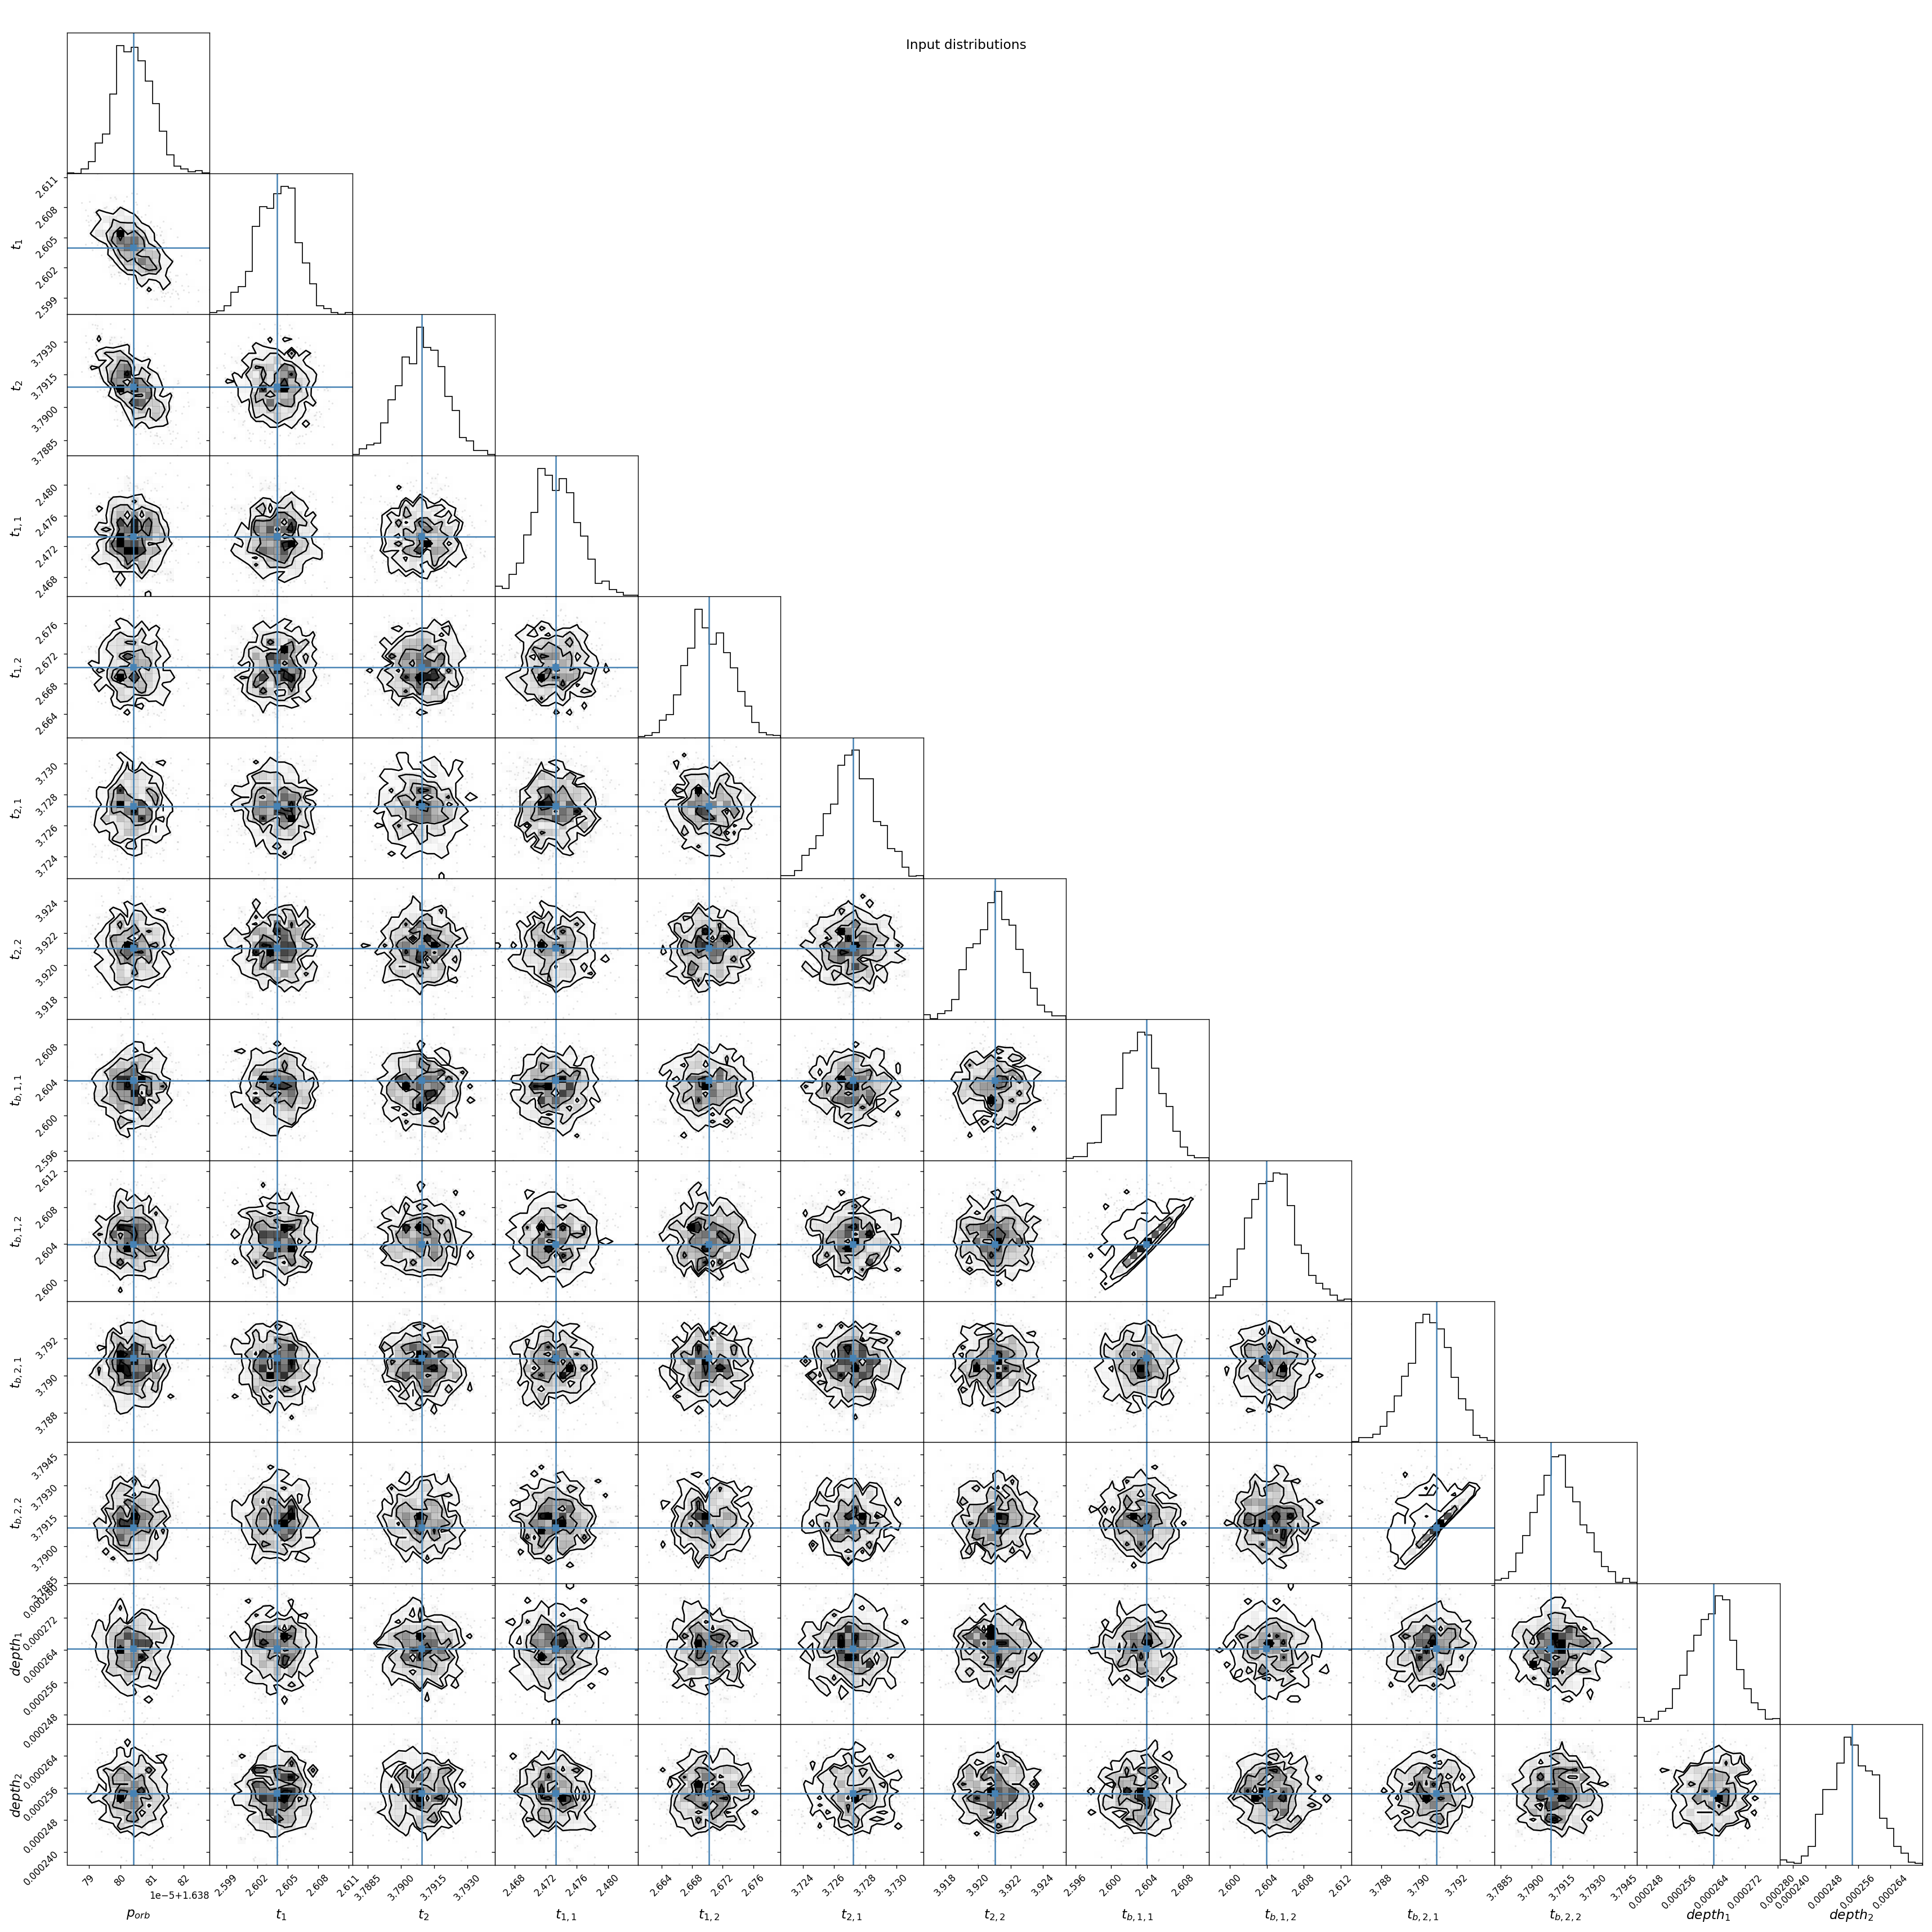 Input distributions
t1
2.611
2.608
2.605
2.602
2.599
t2
3.7930
3.7915
3.7900
3.7885
t1,1
2.480
2.476
2.472
2.468
t1,2
2.676
2.672
2.668
2.664
t2,1
3.730
3.728
3.726
3.724
t2,2
3.924
3.922
3.920
3.918
tb,1,1
2.608
2.604
2.600
2.596
tb,1,2
2.612
2.608
2.604
2.600
tb,2,1
3.792
3.790
3.788
tb,2,2
3.7945
3.7930
3.7915
3.7900
3.7885
depth1
0.000280
0.000272
0.000264
0.000256
0.000248
depth2
0.000264
0.000256
0.000248
0.000240
79 80 81 82
1e-5+1.638
porb
2.599 2.602 2.605 2.608 2.611
t1
3.7885 3.7900 3.7915 3.7930
t2
2.468 2.472 2.476 2.480
t1,1
2.664 2.668 2.672 2.676
t1,2
3.724 3.726 3.728 3.730
t2,1
3.918 3.920 3.922 3.924
t2,2
2.596 2.600 2.604 2.608
tb,1,1
2.600 2.604 2.608 2.612
tb,1,2
3.788 3.790 3.792
tb,2,1
3.7885 3.7900 3.7915 3.7930 3.7945
tb,2,2
0.000248 0.000256 0.000264 0.000272 0.000280
depth1
0.000240 0.000248 0.000256 0.000264
depth2